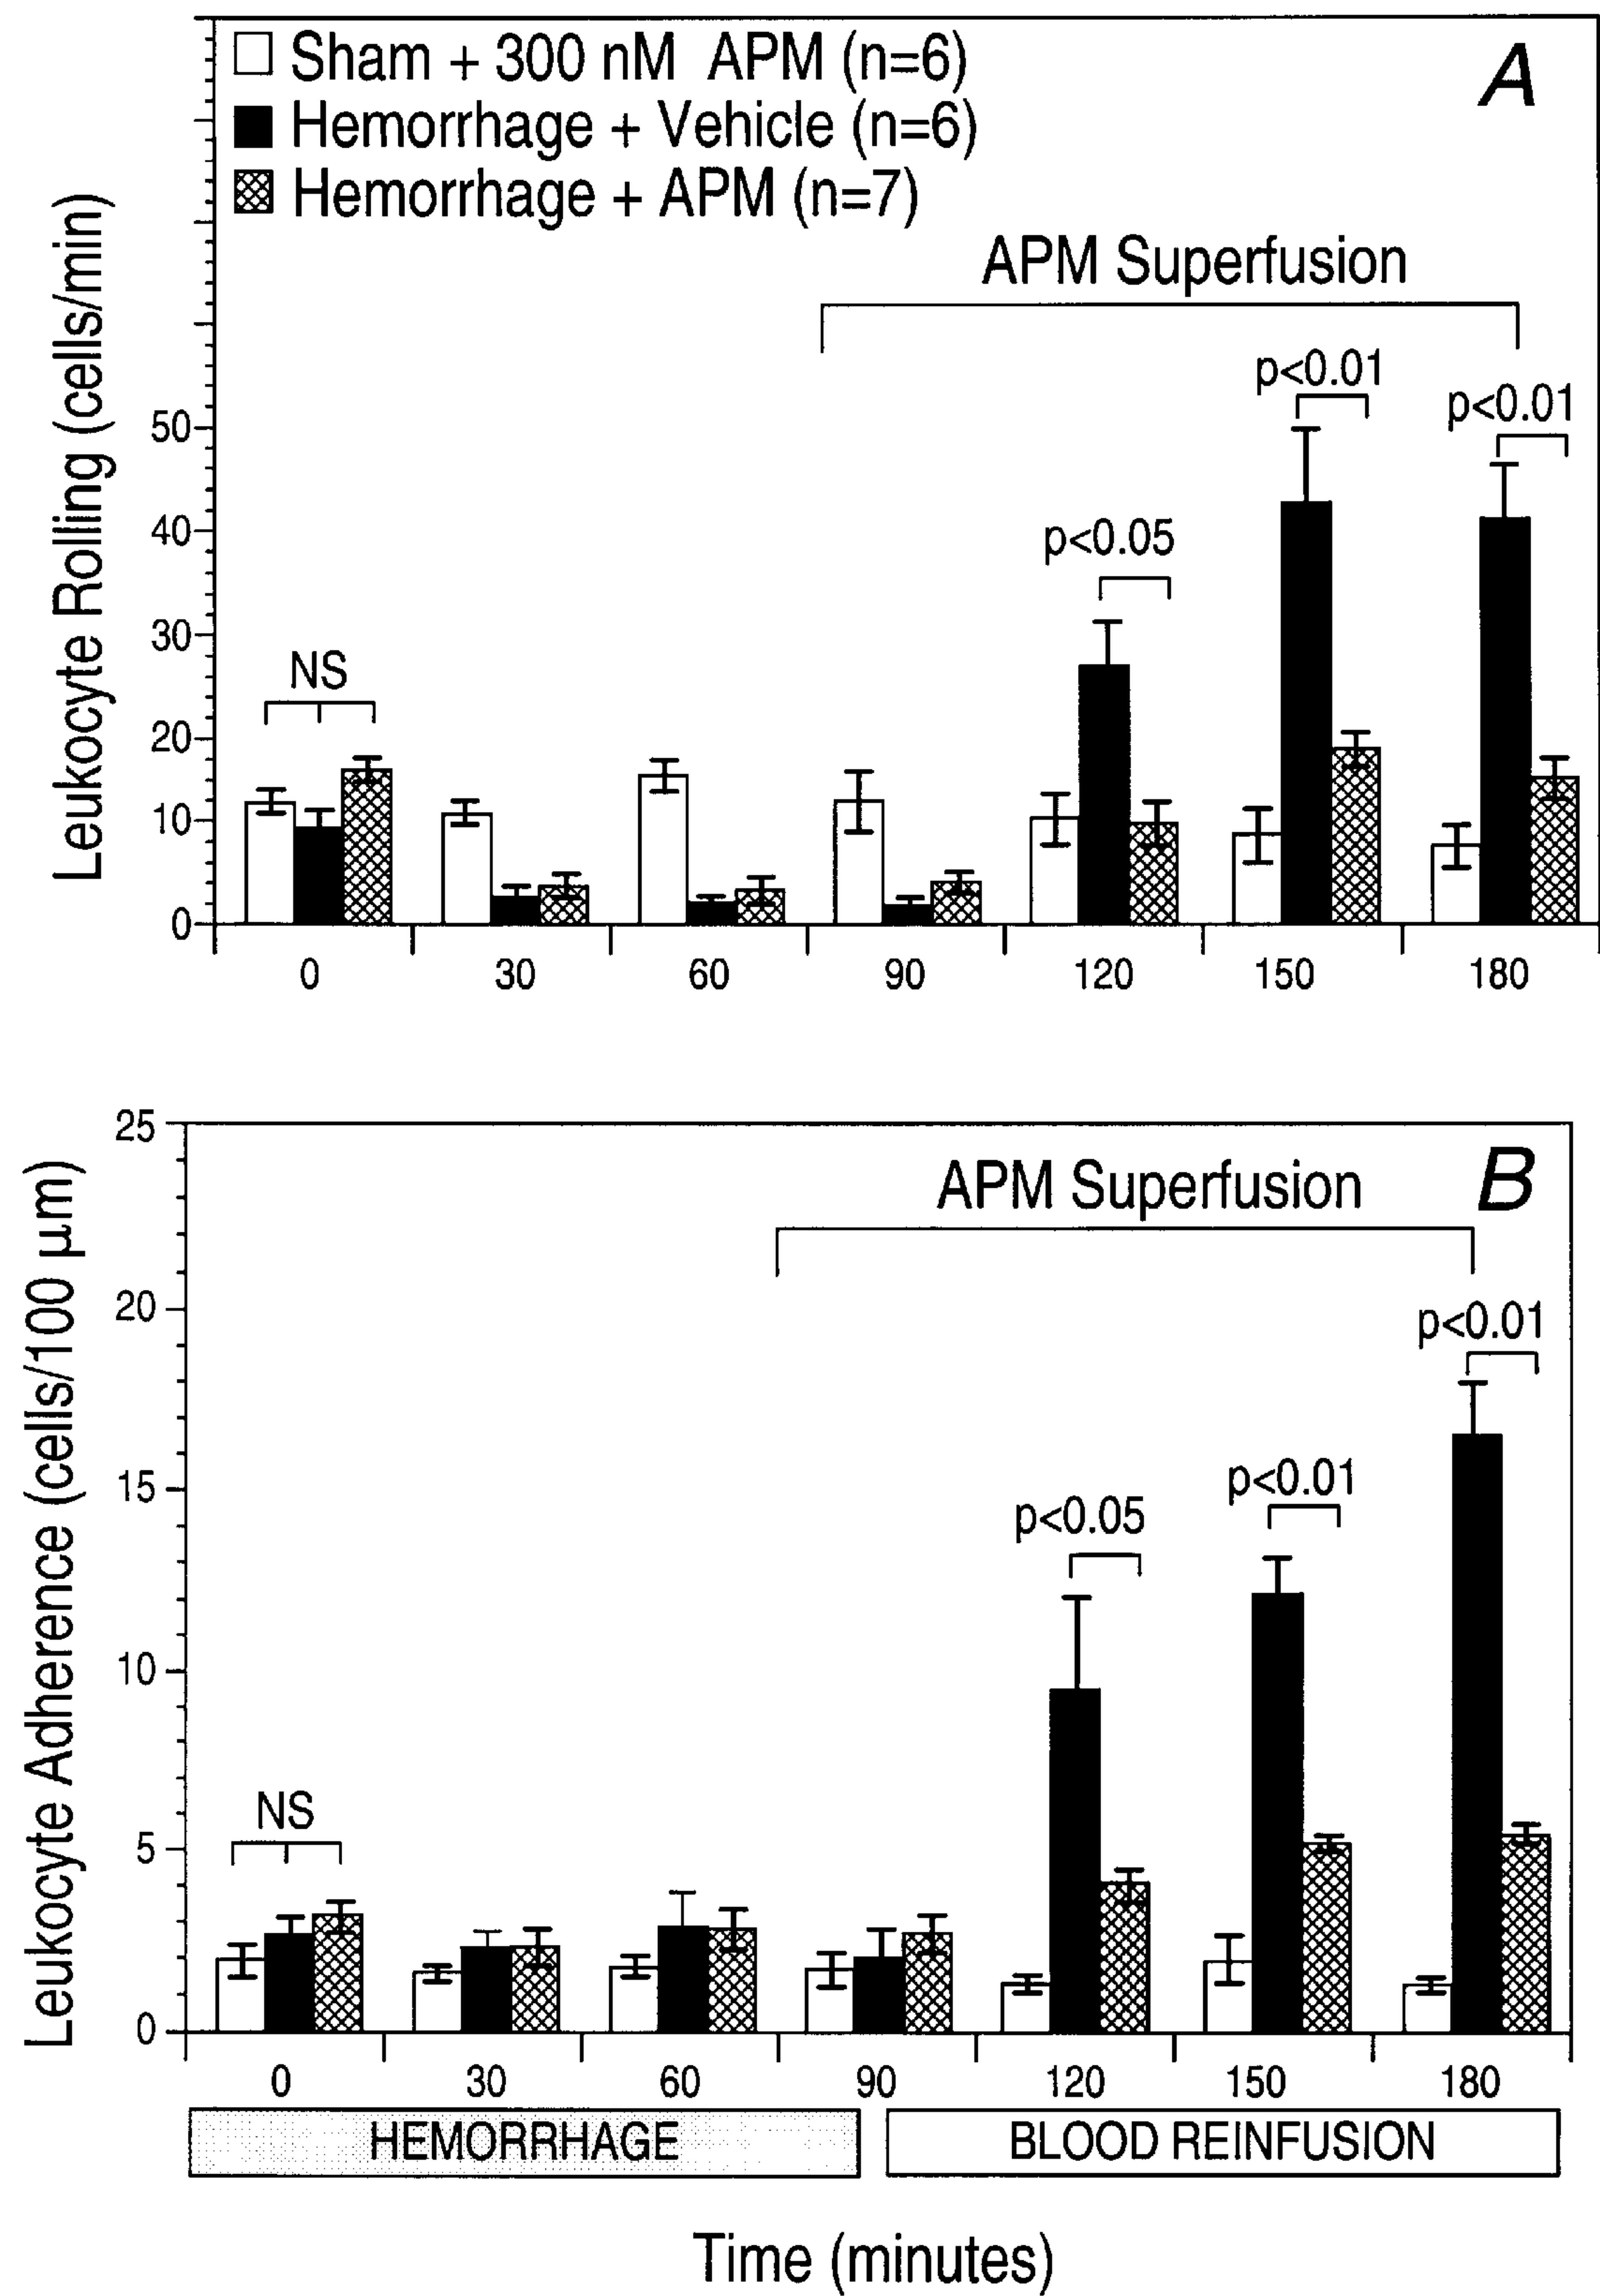 Sham + 300 nM APM (n=6)
A
Hemorrhage + Vehicle (n=6)
Hemorrhage + APM (n=7)
APM Superfusion
p<0.01
p<0.01
p<0.05
NS
Leukocyte Rolling (cells/min)
50
40
30
20
10
0
0 30 60 90 120 150 180
25
APM Superfusion
B
20
p<0.01
15
p<0.01
p<0.05
10
NS
5
0
Leukocyte Adherence (cells/100 µm)
0 30 60 90 120 150 180
HEMORRHAGE
BLOOD REINFUSION
Time (minutes)